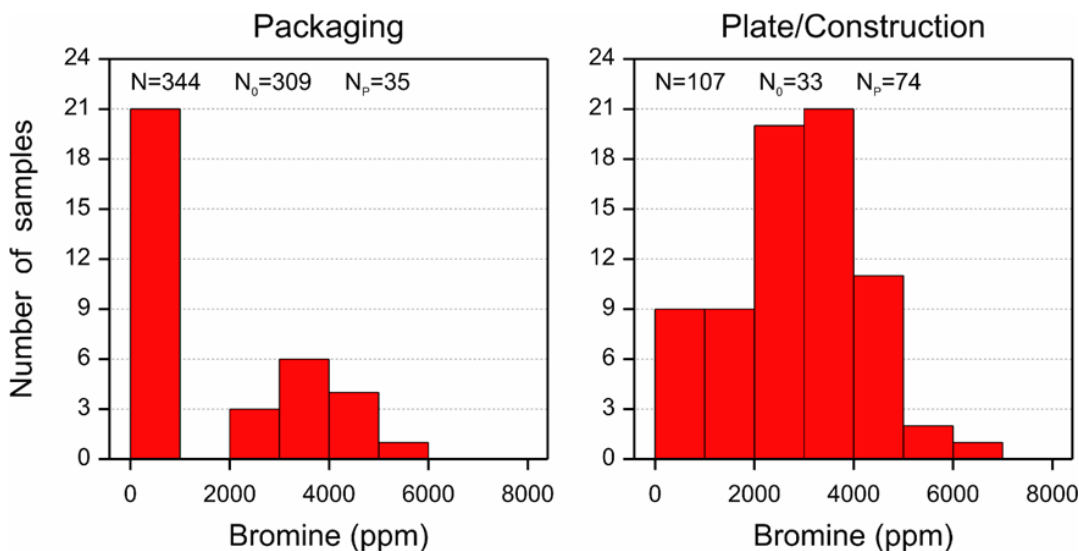 Packaging
N=344 N₀=309 Nₚ=35
24
21
18
15
12
9
6
3
0
Number of samples
0 2000 4000 6000 8000
Bromine (ppm)
Plate/Construction
N=107 N₀=33 Nₚ=74
24
21
18
15
12
9
6
3
0
0 2000 4000 6000 8000
Bromine (ppm)